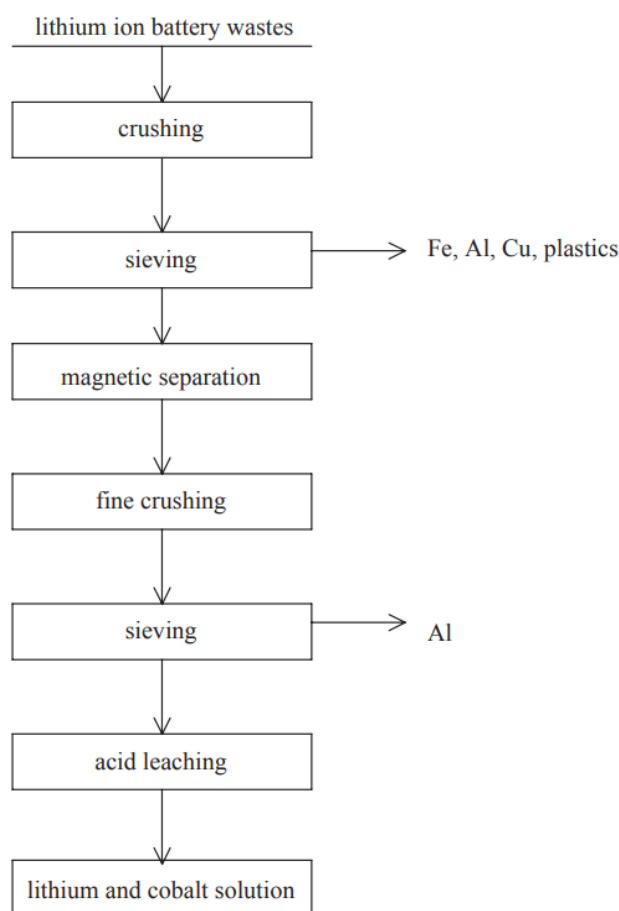 lithium ion battery wastes
crushing
sieving
Fe, Al, Cu, plastics
magnetic separation
fine crushing
sieving
Al
acid leaching
lithium and cobalt solution